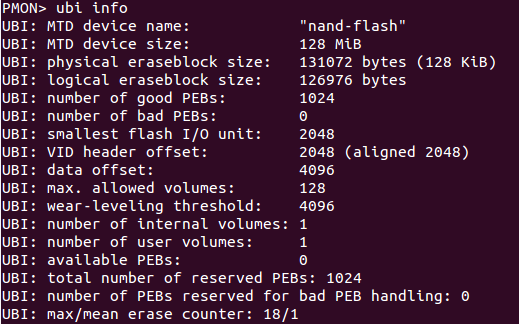 PMON> ubi info
UBI: MTD device name:            "nand-flash"
UBI: MTD device size:            128 MiB
UBI: physical eraseblock size:   131072 bytes (128 KiB)
UBI: logical eraseblock size:    126976 bytes
UBI: number of good PEBs:        1024
UBI: number of bad PEBs:         0
UBI: smallest flash I/O unit:    2048
UBI: VID header offset:          2048 (aligned 2048)
UBI: data offset:                4096
UBI: max. allowed volumes:       128
UBI: wear-leveling threshold:    4096
UBI: number of internal volumes: 1
UBI: number of user volumes:     1
UBI: available PEBs:             0
UBI: total number of reserved PEBs: 1024
UBI: number of PEBs reserved for bad PEB handling: 0
UBI: max/mean erase counter: 18/1